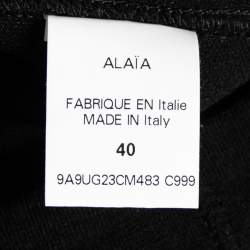 ALAÏA
FABRIQUE EN Italie
MADE IN Italy
40
9A9UG23CM483 C999